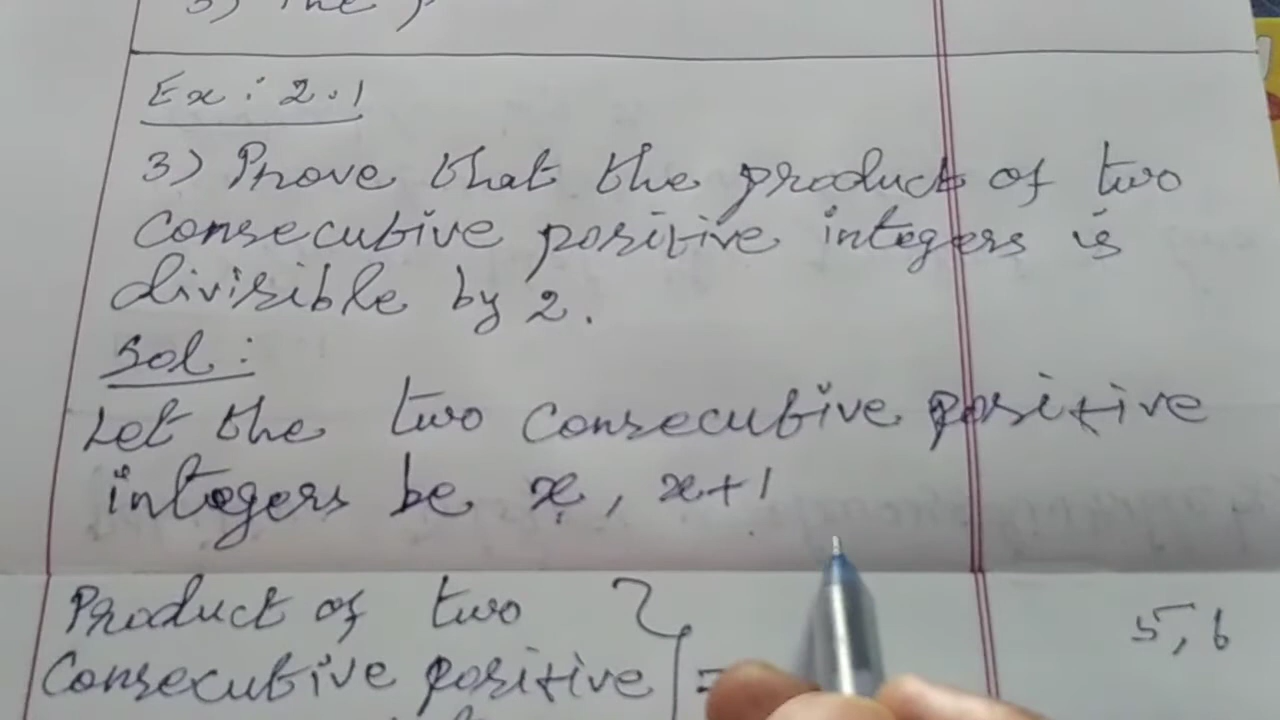 Ex : 2.1
3) Prove that the product of two
consecutive positive integers is
divisible by 2.
Sol :
Let the two consecutive positive
integers be x, x+1
Product of two
Consecutive positive =
5, 6